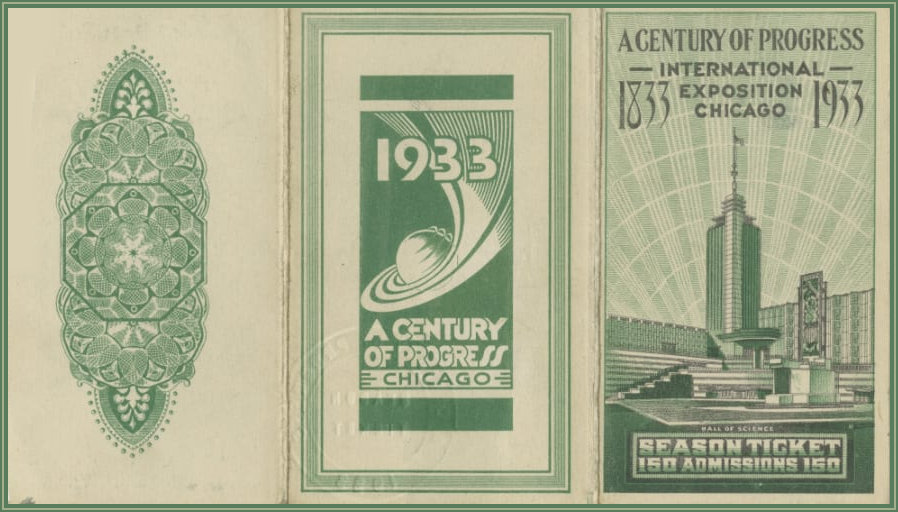 1933
A CENTURY
OF PROGRESS
CHICAGO
A CENTURY OF PROGRESS
INTERNATIONAL
1833 EXPOSITION 1933
CHICAGO
HALL OF SCIENCE
SEASON TICKET
150 ADMISSIONS 150